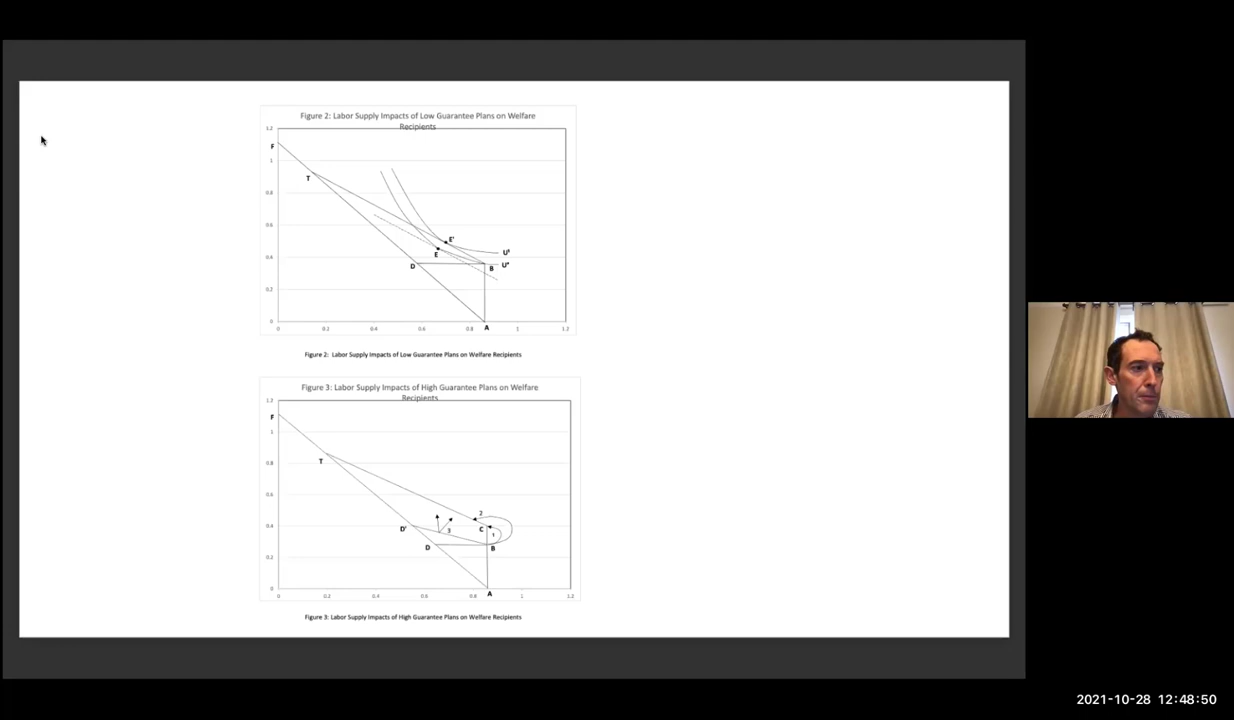 Figure 2: Labor Supply Impacts of Low Guarantee Plans on Welfare
Recipients
1.2
F
1
T
0.8
0.6
E'
E
U⁰
0.4
D
B
U*
0.2
0
A
0 0.2 0.4 0.6 0.8 1 1.2
Figure 2: Labor Supply Impacts of Low Guarantee Plans on Welfare Recipients
Figure 3: Labor Supply Impacts of High Guarantee Plans on Welfare
Recipients
1.2
F
1
T
0.8
0.6
2
D'
C
3
1
0.4
D
B
0.2
0
A
0 0.2 0.4 0.6 0.8 1 1.2
Figure 3: Labor Supply Impacts of High Guarantee Plans on Welfare Recipients
2021-10-28 12:48:50